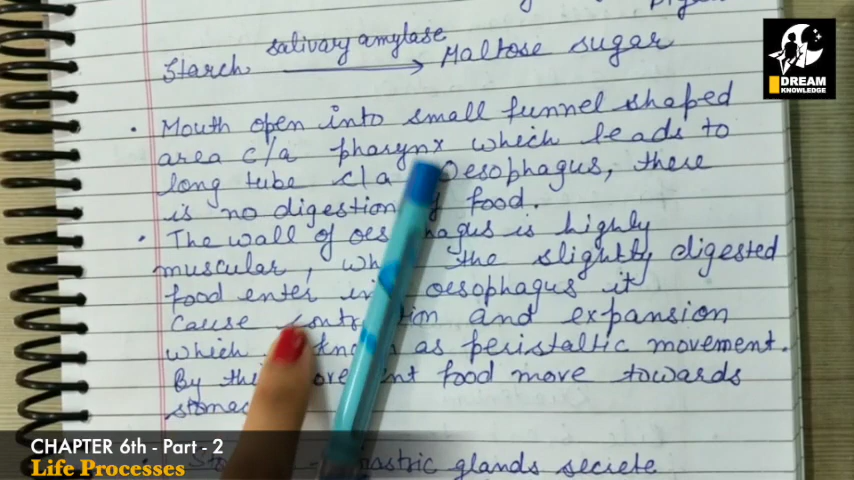 salivary amylase
Starch ⟶ Maltose sugar
DREAM
KNOWLEDGE
• Mouth open into small funnel shaped
area c/a pharynx which leads to
long tube c/a Oesophagus, there
is no digestion of food.
• The wall of oesophagus is highly
muscular, the slightly digested
food enter oesophagus it
cause and expansion
which as peristaltic movement.
By food move towards
CHAPTER 6th - Part - 2
Life Processes
glands secrete